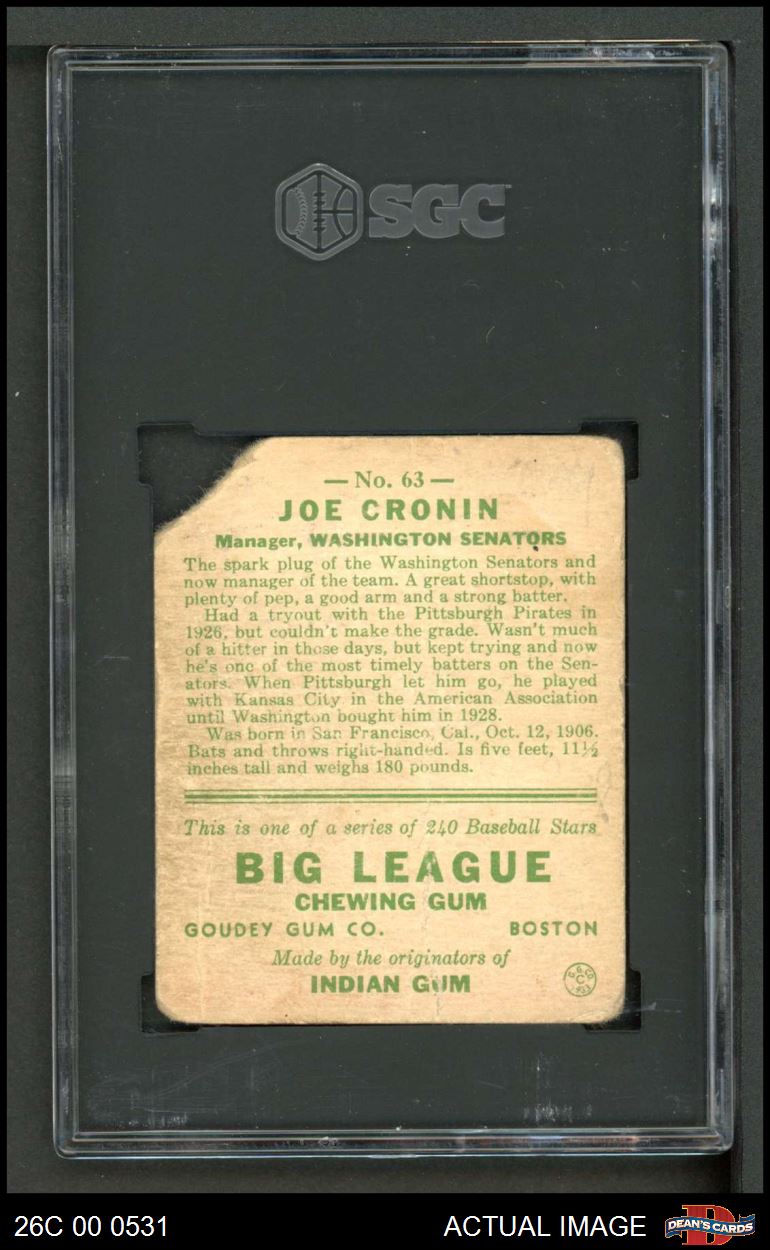 SGC
— No. 63 —
JOE CRONIN
Manager, WASHINGTON SENATORS
The spark plug of the Washington Senators and
now manager of the team. A great shortstop, with
plenty of pep, a good arm and a strong batter.
Had a tryout with the Pittsburgh Pirates in
1926, but couldn't make the grade. Wasn't much
of a hitter in those days, but kept trying and now
he's one of the most timely batters on the Sen-
ators. When Pittsburgh let him go, he played
with Kansas City in the American Association
until Washington bought him in 1928.
Was born in San Francisco, Cal., Oct. 12, 1906.
Bats and throws right-handed. Is five feet, 11½
inches tall and weighs 180 pounds.
This is one of a series of 240 Baseball Stars
BIG LEAGUE
CHEWING GUM
GOUDEY GUM CO. BOSTON
Made by the originators of
INDIAN GUM
G.G.CO.
C
1933
26C 00 0531 ACTUAL IMAGE DEAN'S CARDS